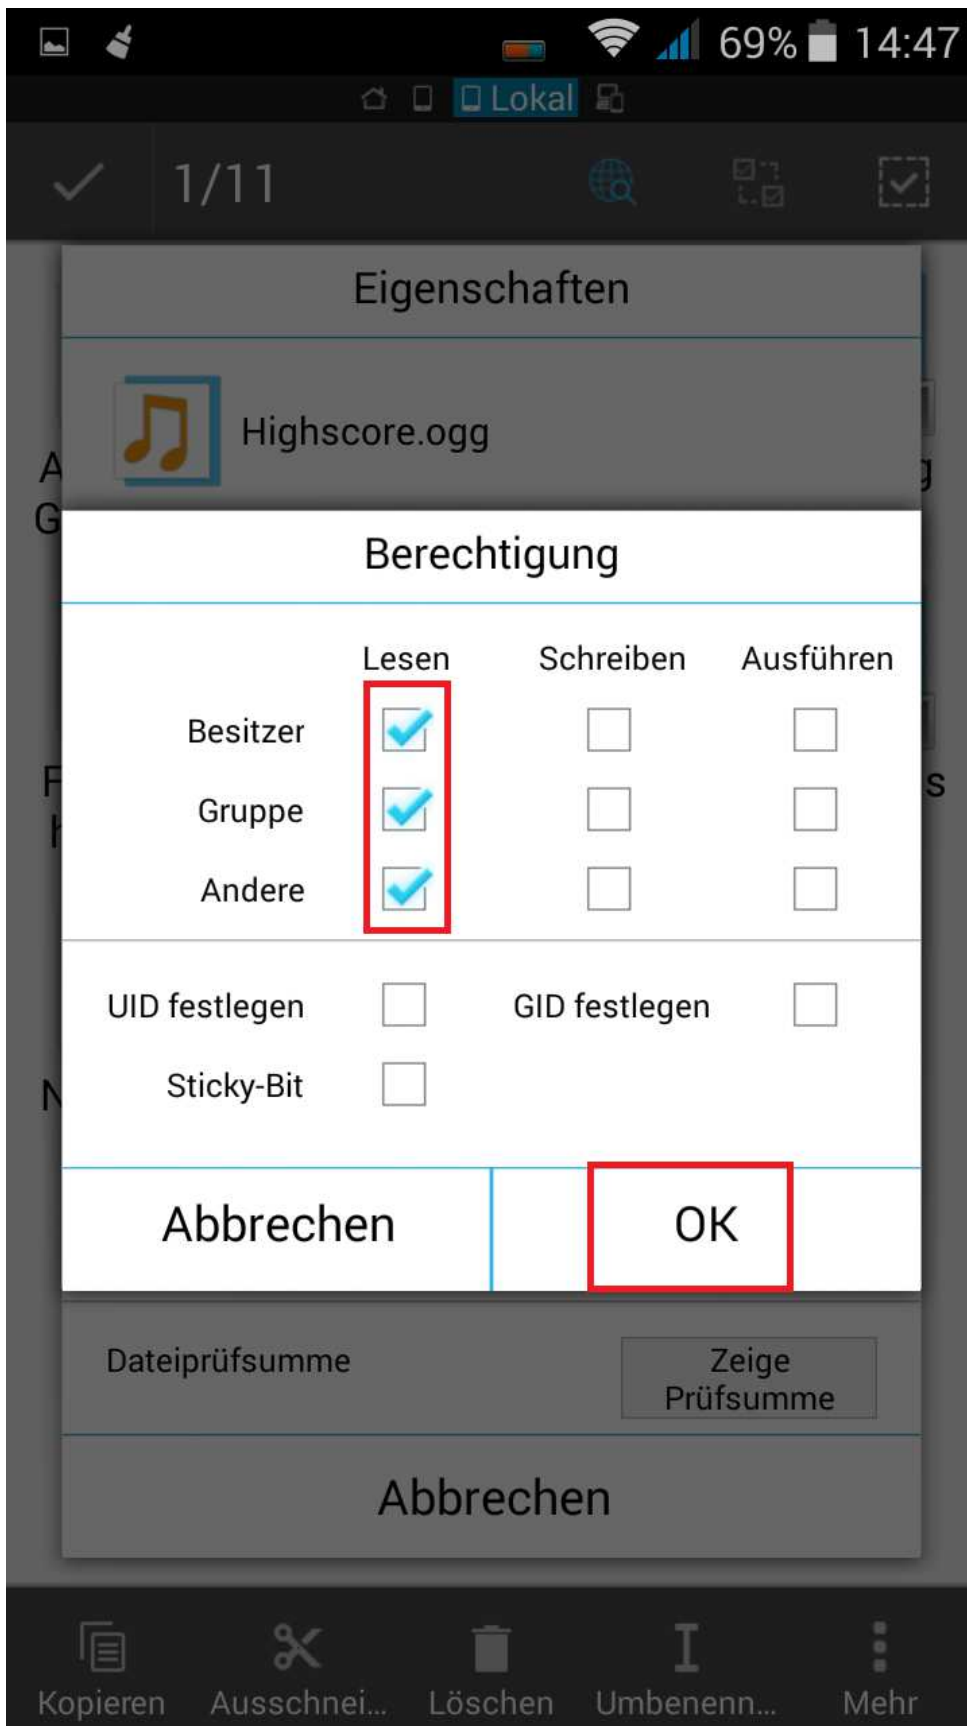 69% 14:47
Lokal
1/11
Eigenschaften
Highscore.ogg
A g
G
Berechtigung
Lesen Schreiben Ausführen
Besitzer
Gruppe
Andere
F s
UID festlegen GID festlegen
Sticky-Bit
N
Abbrechen OK
Dateiprüfsumme Zeige
Prüfsumme
Abbrechen
Kopieren Ausschnei... Löschen Umbenenn... Mehr